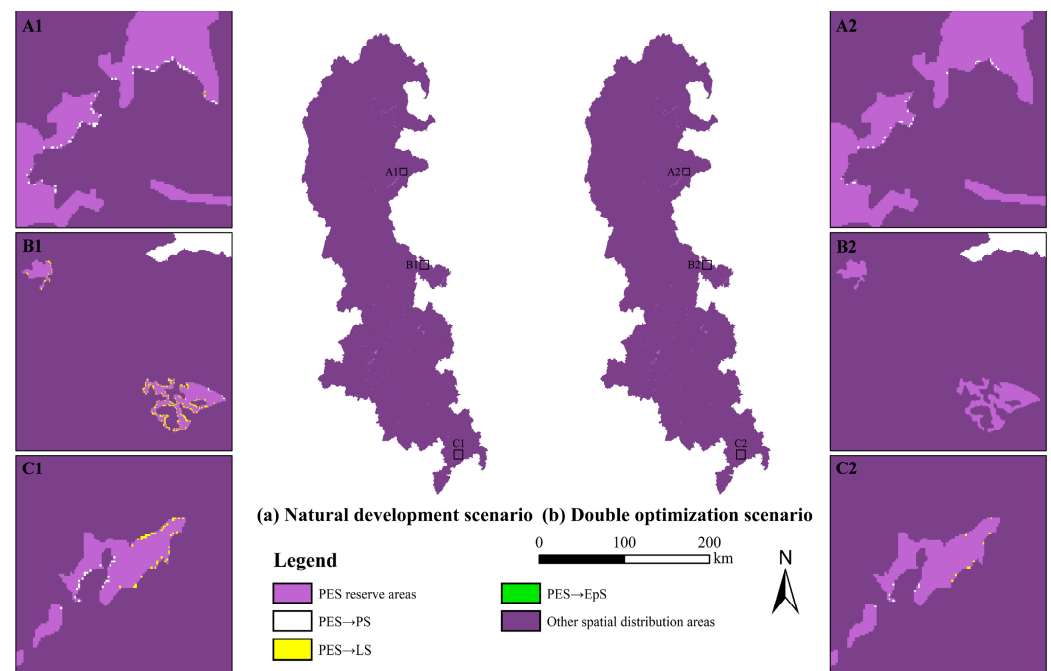 A1
A2
A1
A2
B1
B2
B1
B2
C1
C2
C1
C2
(a) Natural development scenario (b) Double optimization scenario
Legend
0 100 200
km
N
PES reserve areas
PES→EpS
PES→PS
Other spatial distribution areas
PES→LS